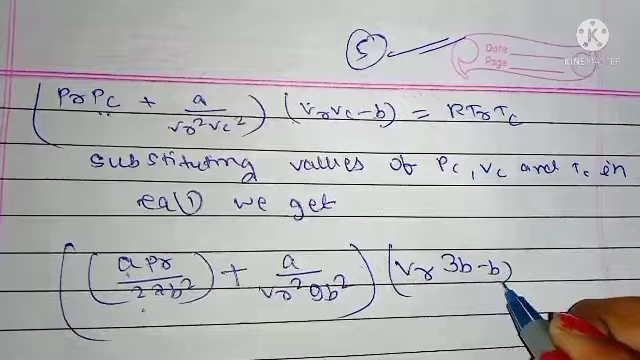 5
Date
Page
KINEMASTER
(PrPc + a/Vr²Vc²) (VrVc-b) = RTrTc
substituting values of Pc, Vc and Tc in
eq(1) we get
((aPr/27b²) + a/Vr²9b²) (Vr 3b-b)